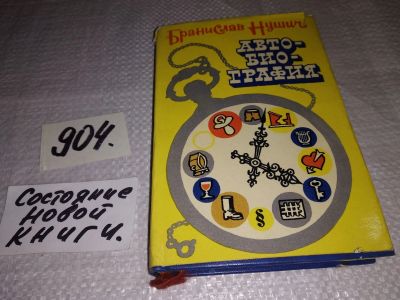 Бранислав Нушич
АВТО-
БИО-
ГРАФИЯ
904.
Состояние
Новой
книги.
§